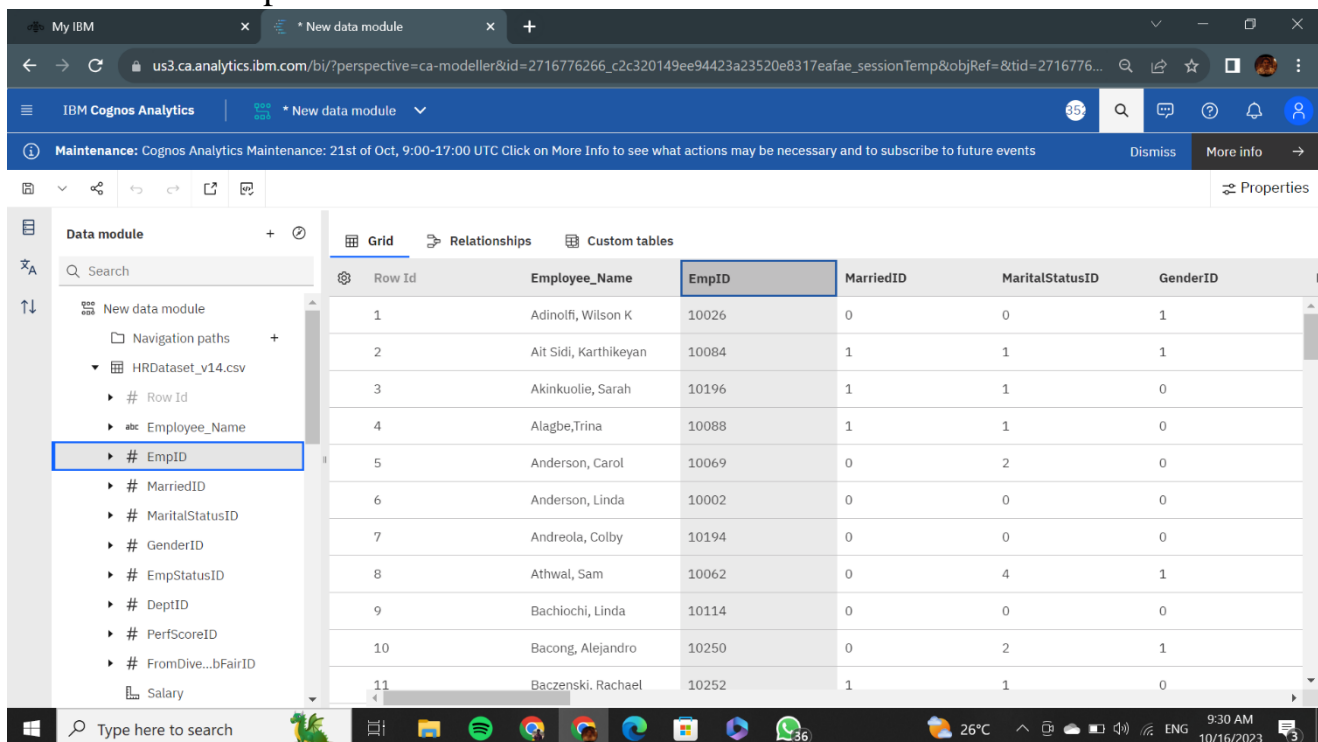 My IBM
* New data module
us3.ca.analytics.ibm.com/bi/?perspective=ca-modeller&id=2716776266_c2c320149ee94423a23520e8317eafae_sessionTemp&objRef=&tid=2716776...
IBM Cognos Analytics
* New data module
352
Maintenance: Cognos Analytics Maintenance: 21st of Oct, 9:00-17:00 UTC Click on More Info to see what actions may be necessary and to subscribe to future events
Dismiss
More info
Properties
Data module
Search
New data module
Navigation paths
HRDataset_v14.csv
# Row Id
abc Employee_Name
# EmpID
# MarriedID
# MaritalStatusID
# GenderID
# EmpStatusID
# DeptID
# PerfScoreID
# FromDive...bFairID
Salary
Grid Relationships Custom tables
Row Id Employee_Name EmpID MarriedID MaritalStatusID GenderID
1 Adinolfi, Wilson K 10026 0 0 1
2 Ait Sidi, Karthikeyan 10084 1 1 1
3 Akinkuolie, Sarah 10196 1 1 0
4 Alagbe,Trina 10088 1 1 0
5 Anderson, Carol 10069 0 2 0
6 Anderson, Linda 10002 0 0 0
7 Andreola, Colby 10194 0 0 0
8 Athwal, Sam 10062 0 4 1
9 Bachiochi, Linda 10114 0 0 0
10 Bacong, Alejandro 10250 0 2 1
11 Baczenski, Rachael 10252 1 1 0
Type here to search
36
26°C
ENG
9:30 AM
10/16/2023
3